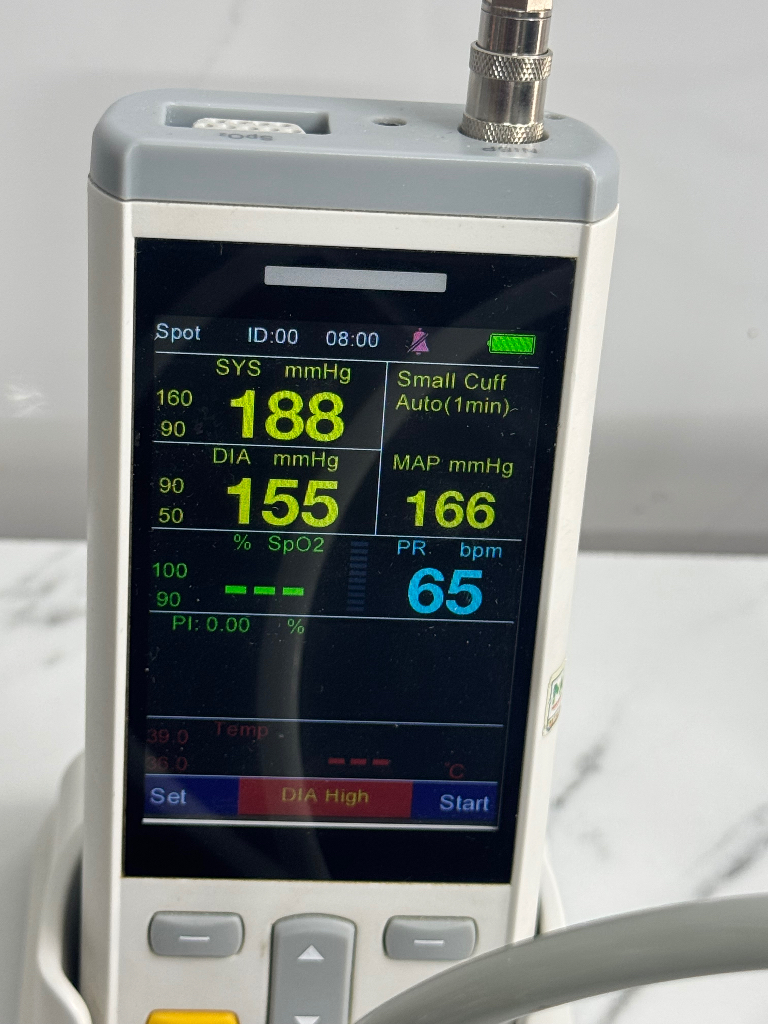 SpO₂
NIBP
Spot ID:00 08:00
SYS mmHg
160
90
188
Small Cuff
Auto(1min)
DIA mmHg
90
50
155
MAP mmHg
166
% SpO2
100
90
---
PR bpm
65
PI: 0.00 %
39.0
36.0
Temp
---
°C
Set DIA High Start